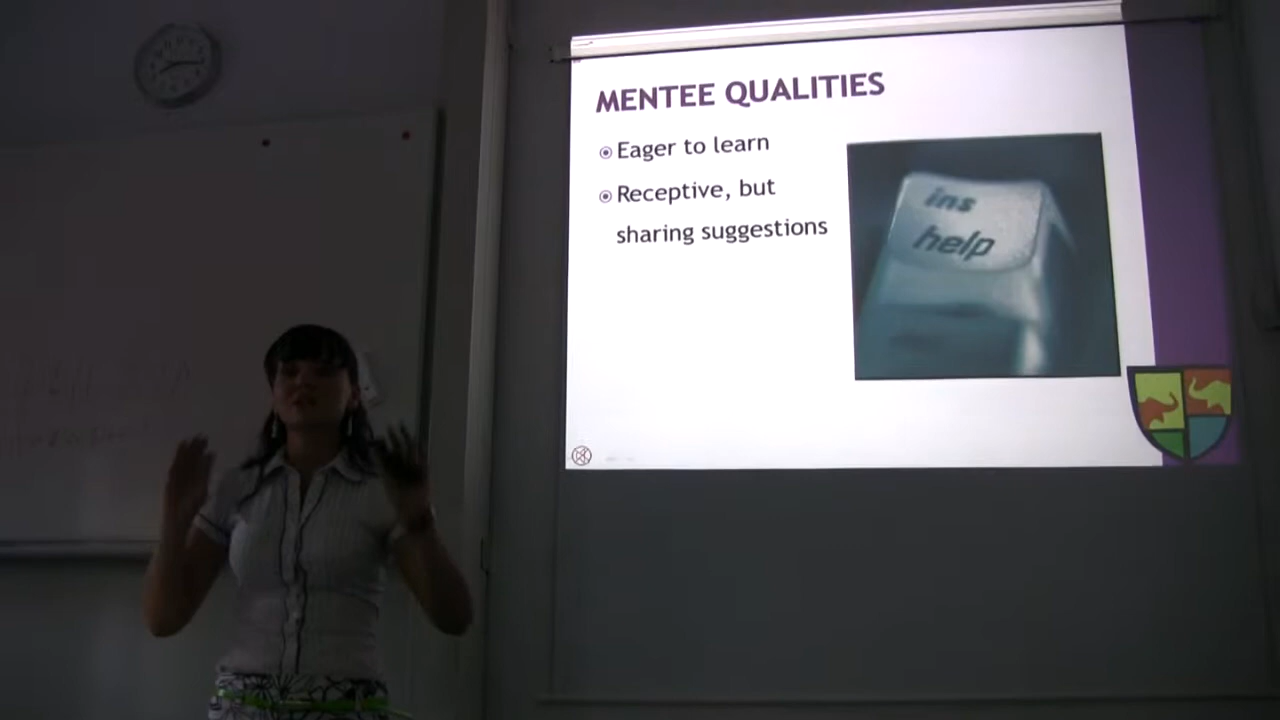 MENTEE QUALITIES
Eager to learn
Receptive, but
sharing suggestions
ins
help